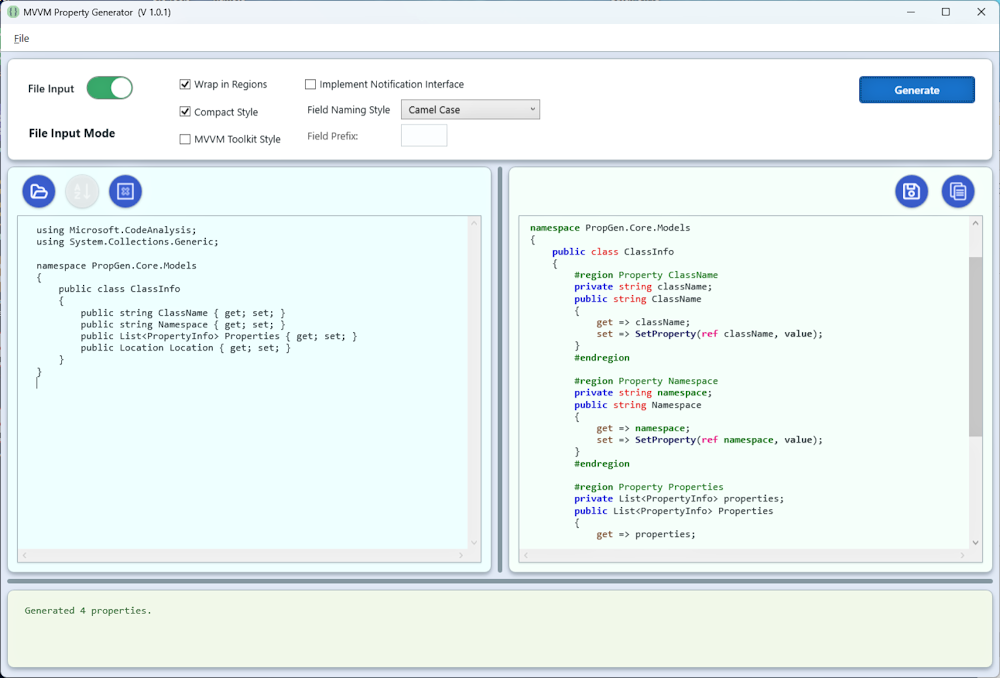 MVVM Property Generator (V 1.0.1)
File
File Input
Wrap in Regions
Implement Notification Interface
Generate
Compact Style
Field Naming Style
Camel Case
File Input Mode
MVVM Toolkit Style
Field Prefix:
using Microsoft.CodeAnalysis;
using System.Collections.Generic;
namespace PropGen.Core.Models
{
public class ClassInfo
{
public string ClassName { get; set; }
public string Namespace { get; set; }
public List<PropertyInfo> Properties { get; set; }
public Location Location { get; set; }
}
}
namespace PropGen.Core.Models
{
public class ClassInfo
{
#region Property ClassName
private string className;
public string ClassName
{
get => className;
set => SetProperty(ref className, value);
}
#endregion
#region Property Namespace
private string namespace;
public string Namespace
{
get => namespace;
set => SetProperty(ref namespace, value);
}
#endregion
#region Property Properties
private List<PropertyInfo> properties;
public List<PropertyInfo> Properties
{
get => properties;
Generated 4 properties.